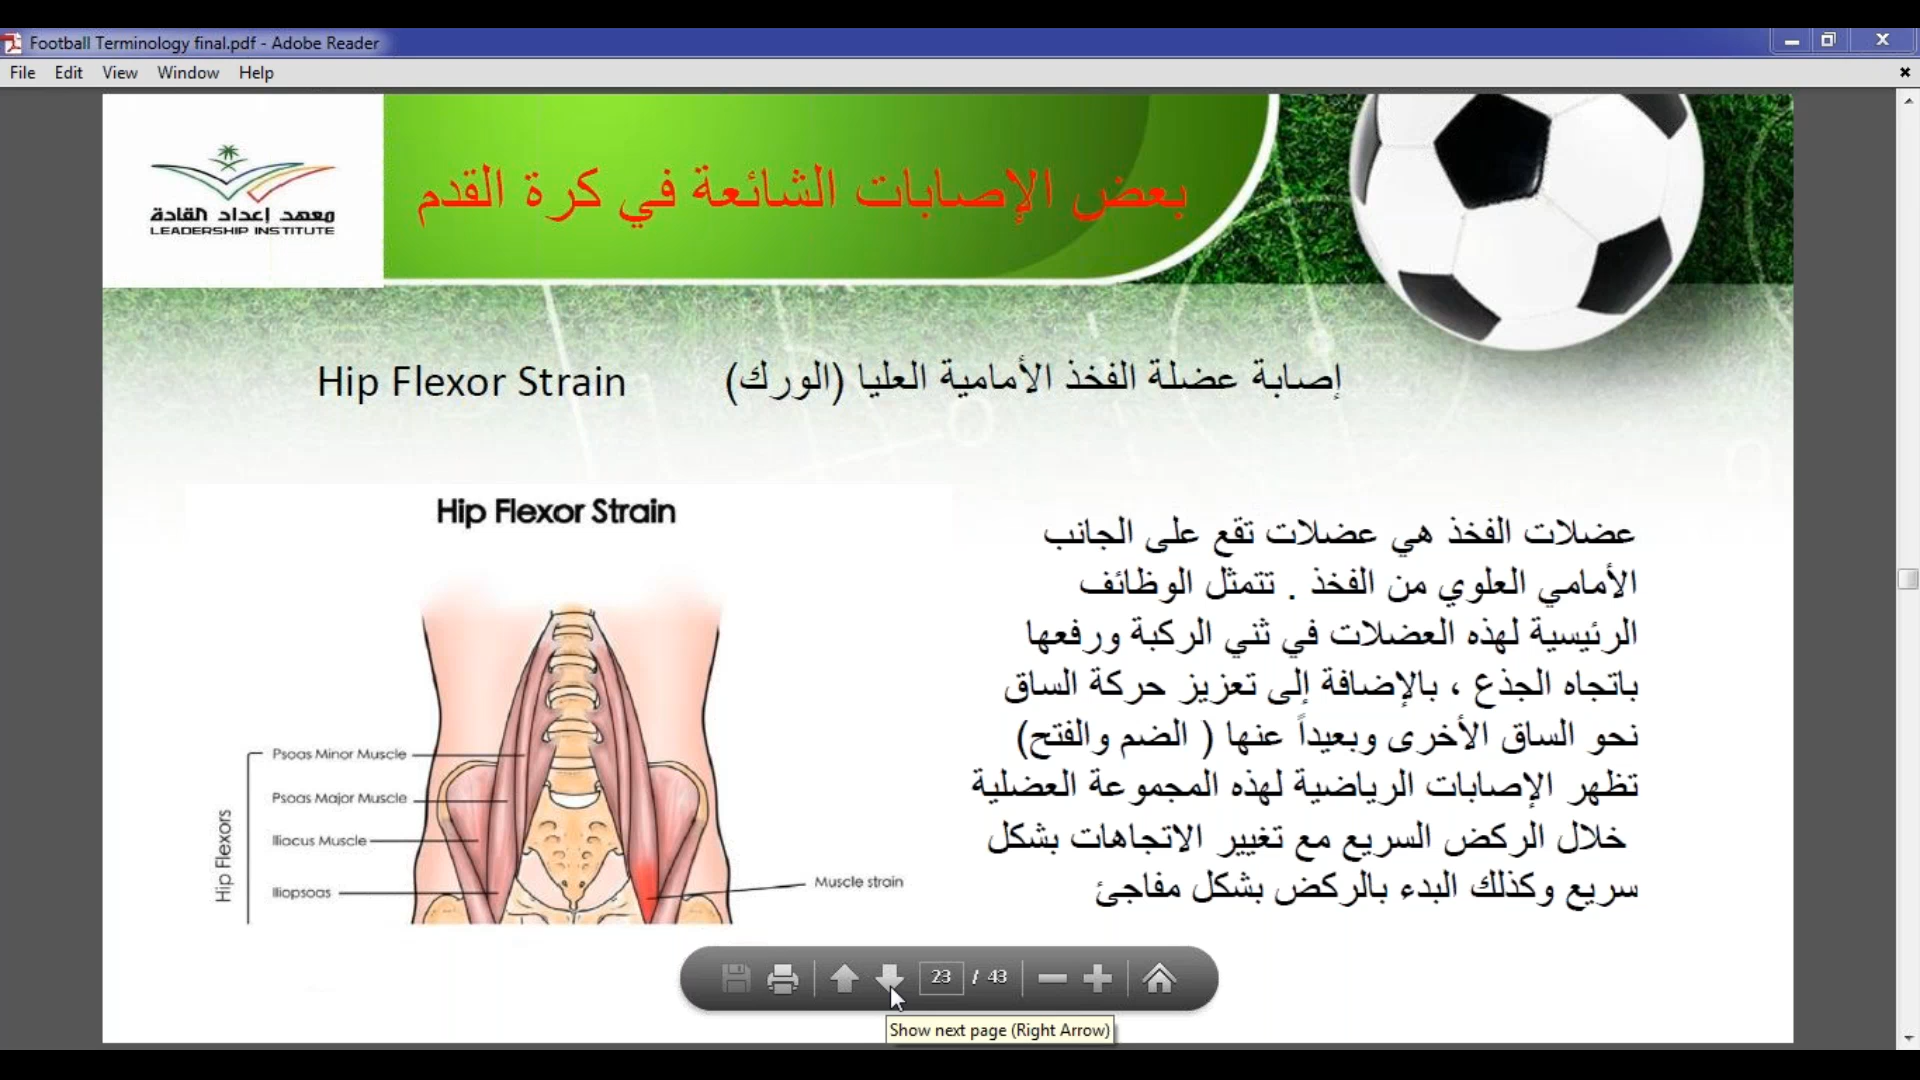 Football Terminology final.pdf - Adobe Reader
File Edit View Window Help
معهد إعداد القادة
LEADERSHIP INSTITUTE
بعض الإصابات الشائعة في كرة القدم
Hip Flexor Strain
إصابة عضلة الفخذ الأمامية العليا (الورك)
Hip Flexor Strain
Psoas Minor Muscle
Psoas Major Muscle
Iliacus Muscle
Iliopsoas
Hip Flexors
Muscle strain
عضلات الفخذ هي عضلات تقع على الجانب
الأمامي العلوي من الفخذ . تتمثل الوظائف
الرئيسية لهذه العضلات في ثني الركبة ورفعها
باتجاه الجذع ، بالإضافة إلى تعزيز حركة الساق
نحو الساق الأخرى وبعيداً عنها ( الضم والفتح)
تظهر الإصابات الرياضية لهذه المجموعة العضلية
خلال الركض السريع مع تغيير الاتجاهات بشكل
سريع وكذلك البدء بالركض بشكل مفاجئ
23 / 43
Show next page (Right Arrow)